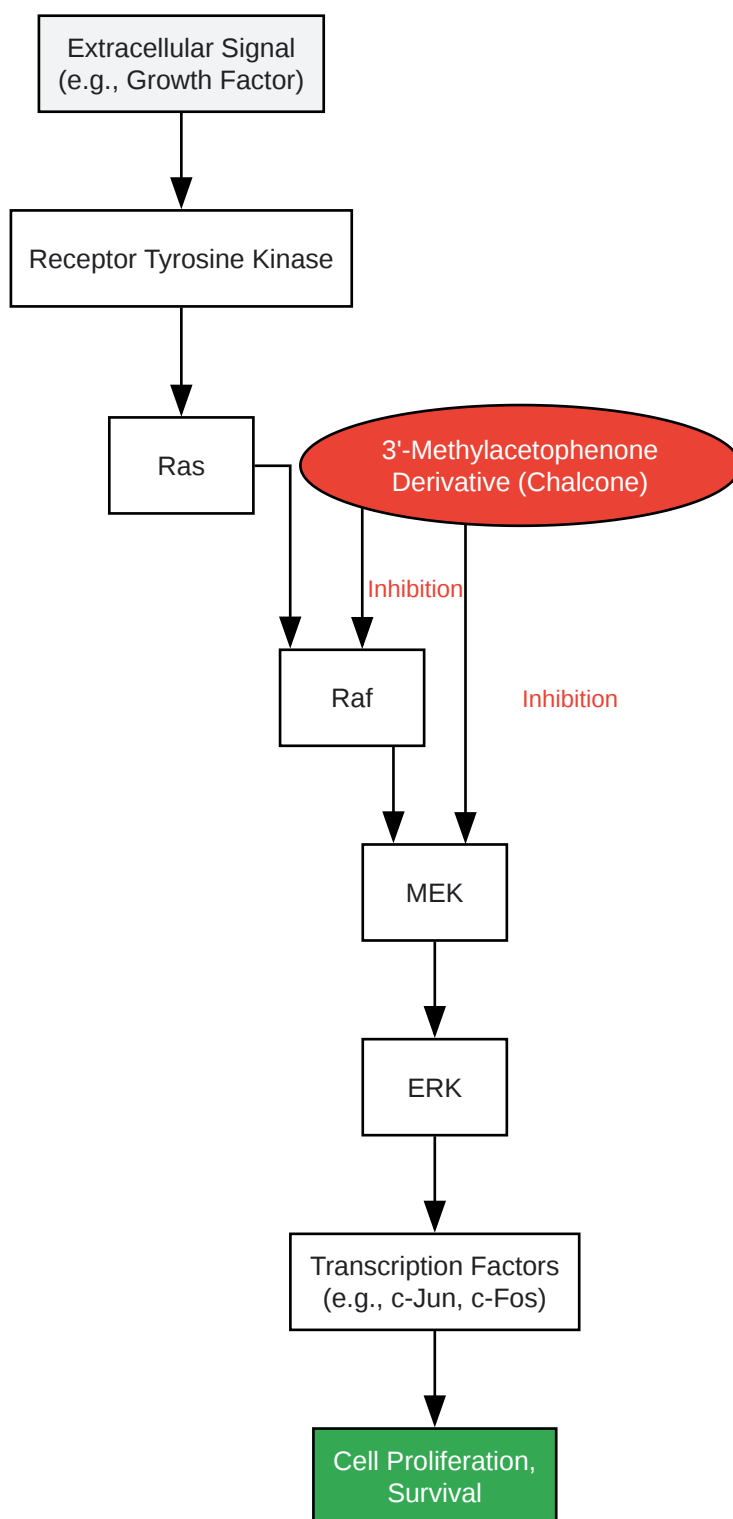 Extracellular Signal
(e.g., Growth Factor)
Receptor Tyrosine Kinase
Ras
3'-Methylacetophenone
Derivative (Chalcone)
Inhibition
Raf
Inhibition
MEK
ERK
Transcription Factors
(e.g., c-Jun, c-Fos)
Cell Proliferation,
Survival